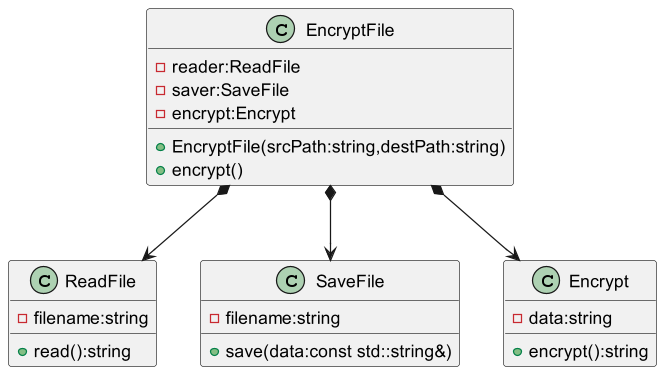 C EncryptFile
reader:ReadFile
saver:SaveFile
encrypt:Encrypt
EncryptFile(srcPath:string,destPath:string)
encrypt()
C ReadFile
filename:string
read():string
C SaveFile
filename:string
save(data:const std::string&)
C Encrypt
data:string
encrypt():string